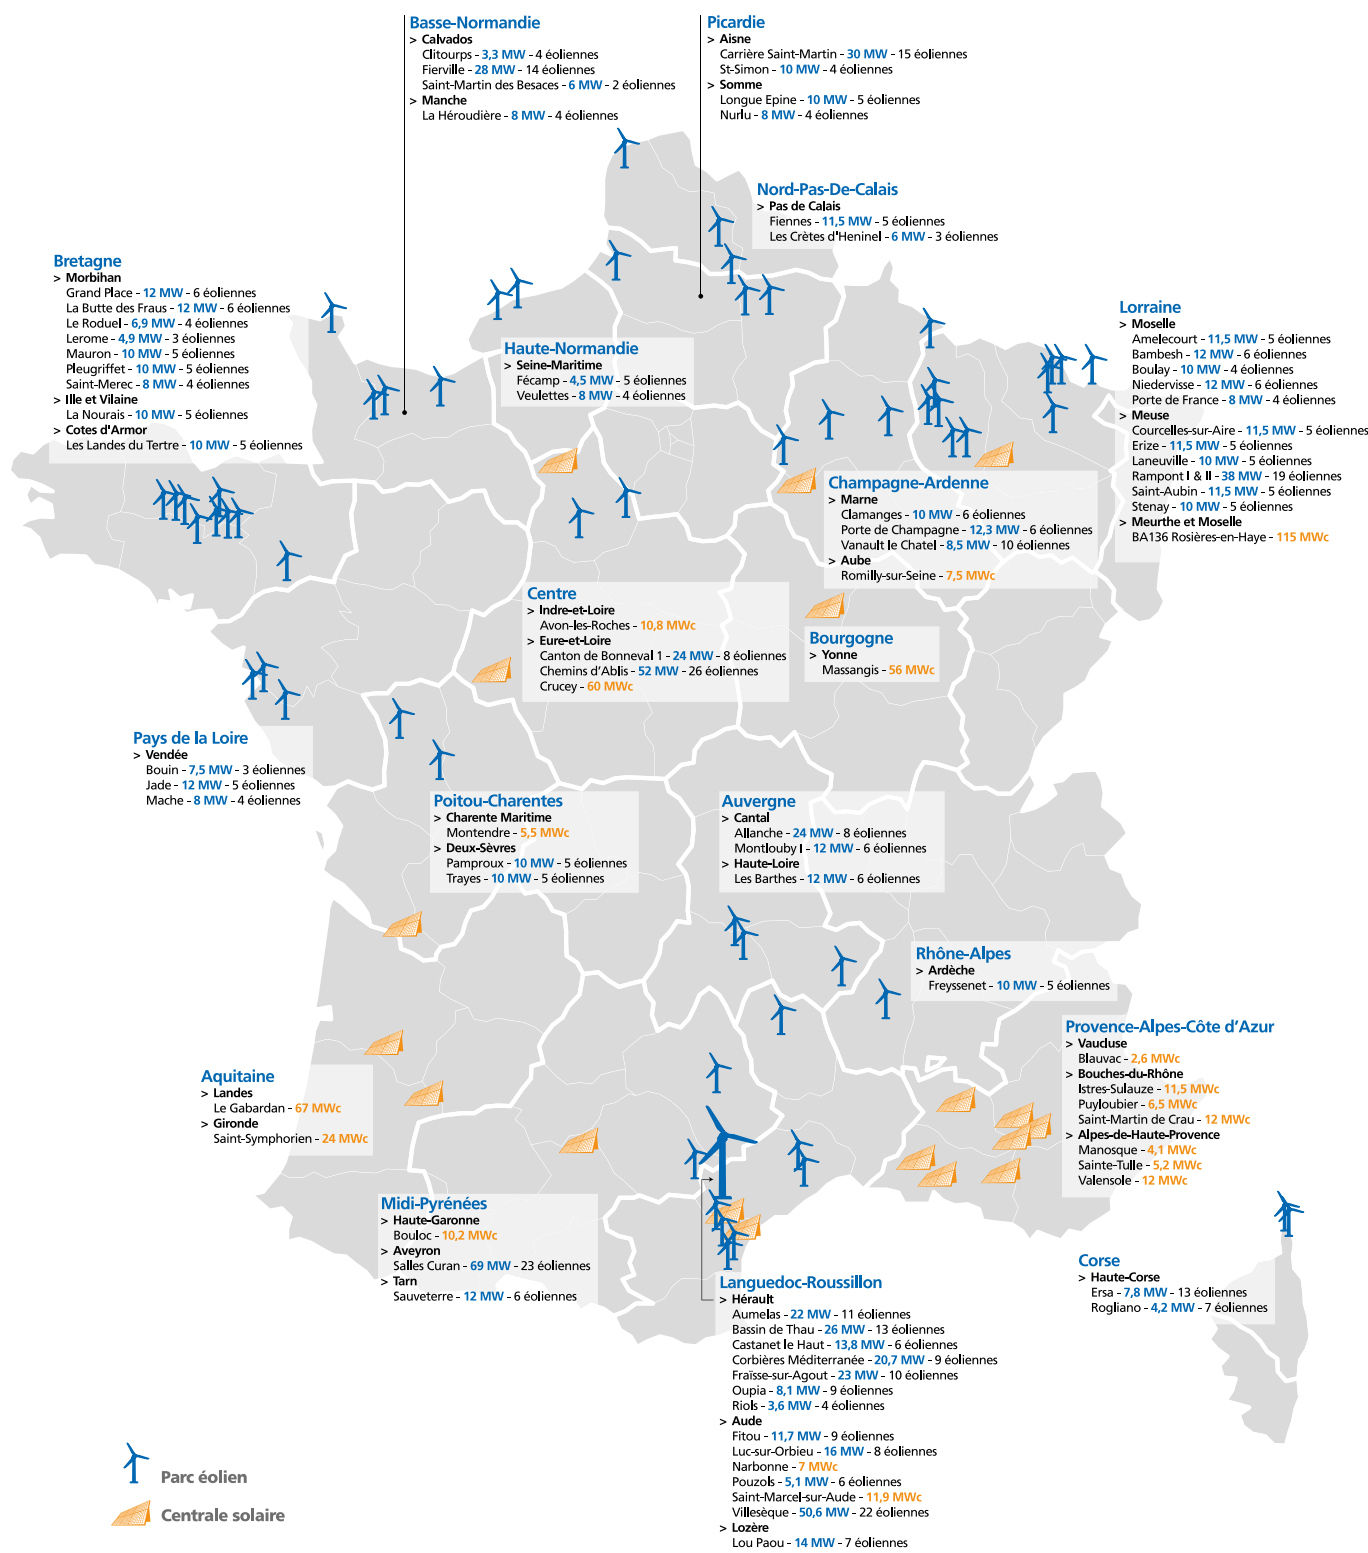 Basse-Normandie
> Calvados
Clitourps - 3,3 MW - 4 éoliennes
Fierville - 28 MW - 14 éoliennes
Saint-Martin des Besaces - 6 MW - 2 éoliennes
> Manche
La Héroudière - 8 MW - 4 éoliennes
Picardie
> Aisne
Carrière Saint-Martin - 30 MW - 15 éoliennes
St-Simon - 10 MW - 4 éoliennes
> Somme
Longue Epine - 10 MW - 5 éoliennes
Nurlu - 8 MW - 4 éoliennes
Nord-Pas-De-Calais
> Pas de Calais
Fiennes - 11,5 MW - 5 éoliennes
Les Crètes d'Heninel - 6 MW - 3 éoliennes
Bretagne
> Morbihan
Grand Place - 12 MW - 6 éoliennes
La Butte des Fraus - 12 MW - 6 éoliennes
Le Roduel - 6,9 MW - 4 éoliennes
Lerome - 4,9 MW - 3 éoliennes
Mauron - 10 MW - 5 éoliennes
Pleugriffet - 10 MW - 5 éoliennes
Saint-Merec - 8 MW - 4 éoliennes
> Ille et Vilaine
La Nourais - 10 MW - 5 éoliennes
> Cotes d'Armor
Les Landes du Tertre - 10 MW - 5 éoliennes
Haute-Normandie
> Seine-Maritime
Fécamp - 4,5 MW - 5 éoliennes
Veulettes - 8 MW - 4 éoliennes
Lorraine
> Moselle
Amelecourt - 11,5 MW - 5 éoliennes
Bambesh - 12 MW - 6 éoliennes
Boulay - 10 MW - 4 éoliennes
Niedervisse - 12 MW - 6 éoliennes
Porte de France - 8 MW - 4 éoliennes
> Meuse
Courcelles-sur-Aire - 11,5 MW - 5 éoliennes
Erize - 11,5 MW - 5 éoliennes
Laneuville - 10 MW - 5 éoliennes
Rampont I & II - 38 MW - 19 éoliennes
Saint-Aubin - 11,5 MW - 5 éoliennes
Stenay - 10 MW - 5 éoliennes
> Meurthe et Moselle
BA136 Rosières-en-Haye - 115 MWc
Champagne-Ardenne
> Marne
Clamanges - 10 MW - 6 éoliennes
Porte de Champagne - 12,3 MW - 6 éoliennes
Vanault le Chatel - 8,5 MW - 10 éoliennes
> Aube
Romilly-sur-Seine - 7,5 MWc
Centre
> Indre-et-Loire
Avon-les-Roches - 10,8 MWc
> Eure-et-Loire
Canton de Bonneval 1 - 24 MW - 8 éoliennes
Chemins d'Ablis - 52 MW - 26 éoliennes
Crucey - 60 MWc
Bourgogne
> Yonne
Massangis - 56 MWc
Pays de la Loire
> Vendée
Bouin - 7,5 MW - 3 éoliennes
Jade - 12 MW - 5 éoliennes
Mache - 8 MW - 4 éoliennes
Poitou-Charentes
> Charente Maritime
Montendre - 5,5 MWc
> Deux-Sèvres
Pamproux - 10 MW - 5 éoliennes
Trayes - 10 MW - 5 éoliennes
Auvergne
> Cantal
Allanche - 24 MW - 8 éoliennes
Montlouby I - 12 MW - 6 éoliennes
> Haute-Loire
Les Barthes - 12 MW - 6 éoliennes
Rhône-Alpes
> Ardèche
Freyssenet - 10 MW - 5 éoliennes
Provence-Alpes-Côte d'Azur
> Vaucluse
Blauvac - 2,6 MWc
> Bouches-du-Rhône
Istres-Sulauze - 11,5 MWc
Puyloubier - 6,5 MWc
Saint-Martin de Crau - 12 MWc
> Alpes-de-Haute-Provence
Manosque - 4,1 MWc
Sainte-Tulle - 5,2 MWc
Valensole - 12 MWc
Aquitaine
> Landes
Le Gabardan - 67 MWc
> Gironde
Saint-Symphorien - 24 MWc
Midi-Pyrénées
> Haute-Garonne
Bouloc - 10,2 MWc
> Aveyron
Salles Curan - 69 MW - 23 éoliennes
> Tarn
Sauveterre - 12 MW - 6 éoliennes
Corse
> Haute-Corse
Ersa - 7,8 MW - 13 éoliennes
Rogliano - 4,2 MW - 7 éoliennes
Languedoc-Roussillon
> Hérault
Aumelas - 22 MW - 11 éoliennes
Bassin de Thau - 26 MW - 13 éoliennes
Castanet le Haut - 13,8 MW - 6 éoliennes
Corbières Méditerranée - 20,7 MW - 9 éoliennes
Fraïsse-sur-Agout - 23 MW - 10 éoliennes
Oupia - 8,1 MW - 9 éoliennes
Riols - 3,6 MW - 4 éoliennes
> Aude
Fitou - 11,7 MW - 9 éoliennes
Luc-sur-Orbieu - 16 MW - 8 éoliennes
Narbonne - 7 MWc
Pouzols - 5,1 MW - 6 éoliennes
Saint-Marcel-sur-Aude - 11,9 MWc
Villesèque - 50,6 MW - 22 éoliennes
> Lozère
Lou Paou - 14 MW - 7 éoliennes
Parc éolien
Centrale solaire